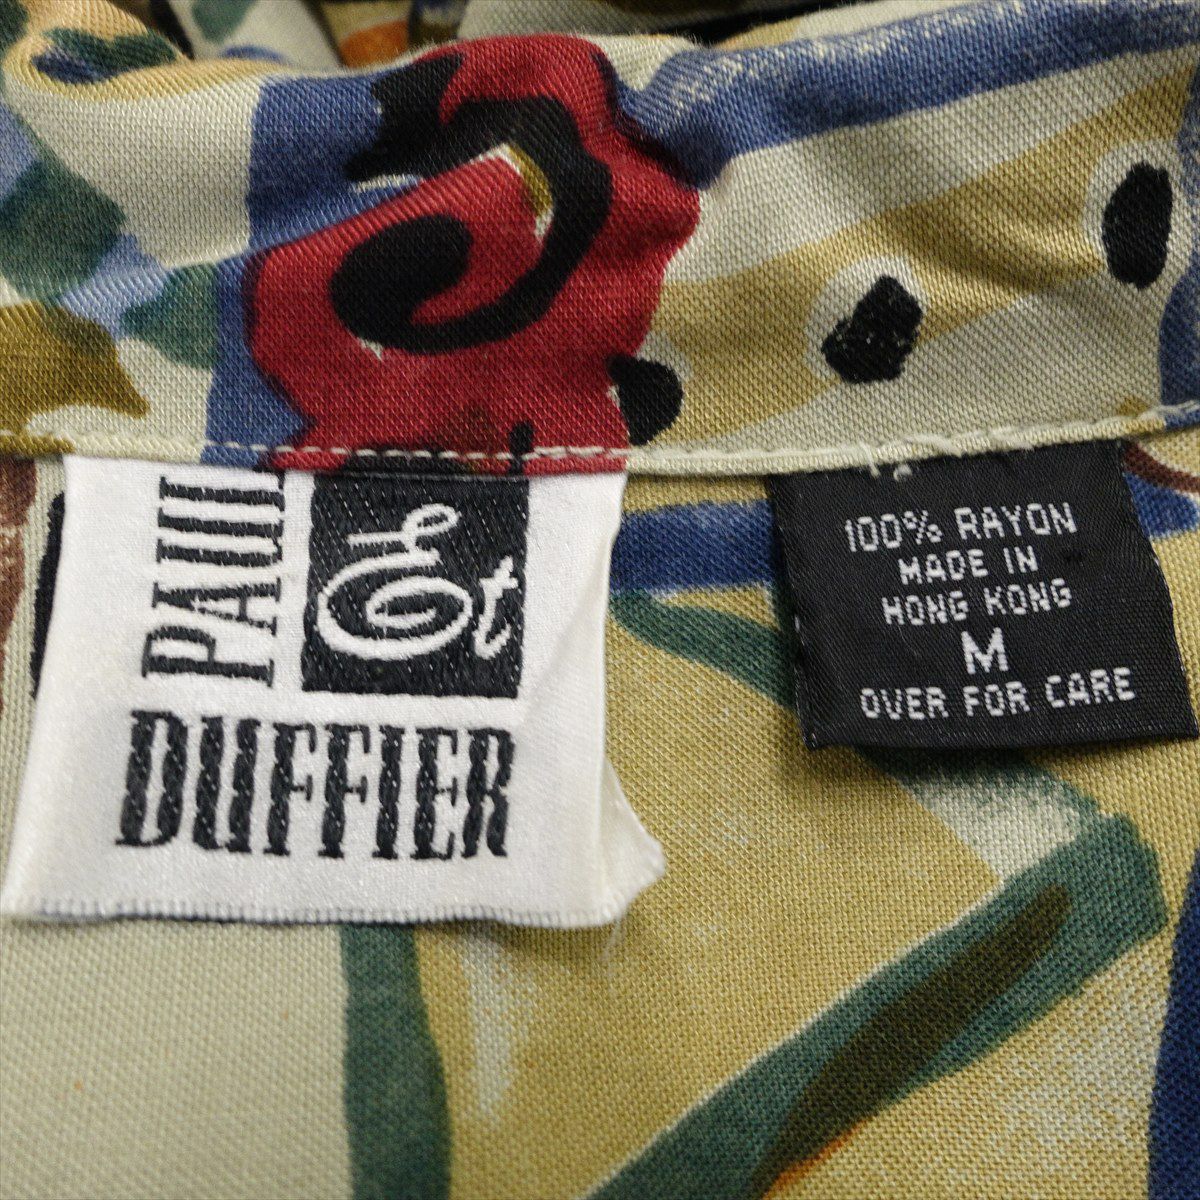 PAUL
Et
DUFFIER
100% RAYON
MADE IN
HONG KONG
M
OVER FOR CARE